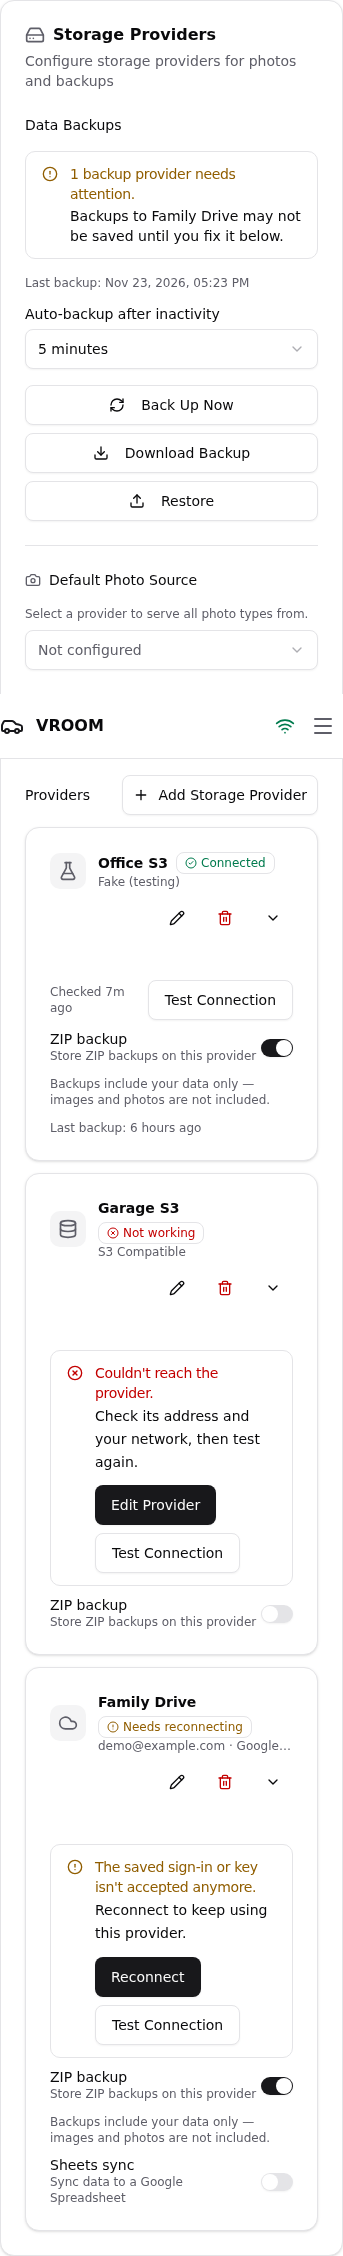 Storage Providers
Configure storage providers for photos
and backups
Data Backups
1 backup provider needs
attention.
Backups to Family Drive may not
be saved until you fix it below.
Last backup: Nov 23, 2026, 05:23 PM
Auto-backup after inactivity
5 minutes
Back Up Now
Download Backup
Restore
Default Photo Source
Select a provider to serve all photo types from.
Not configured
VROOM
Providers
Add Storage Provider
Office S3
Connected
Fake (testing)
Checked 7m
ago
Test Connection
ZIP backup
Store ZIP backups on this provider
Backups include your data only —
images and photos are not included.
Last backup: 6 hours ago
Garage S3
Not working
S3 Compatible
Couldn't reach the
provider.
Check its address and
your network, then test
again.
Edit Provider
Test Connection
ZIP backup
Store ZIP backups on this provider
Family Drive
Needs reconnecting
demo@example.com · Google…
The saved sign-in or key
isn't accepted anymore.
Reconnect to keep using
this provider.
Reconnect
Test Connection
ZIP backup
Store ZIP backups on this provider
Backups include your data only —
images and photos are not included.
Sheets sync
Sync data to a Google
Spreadsheet